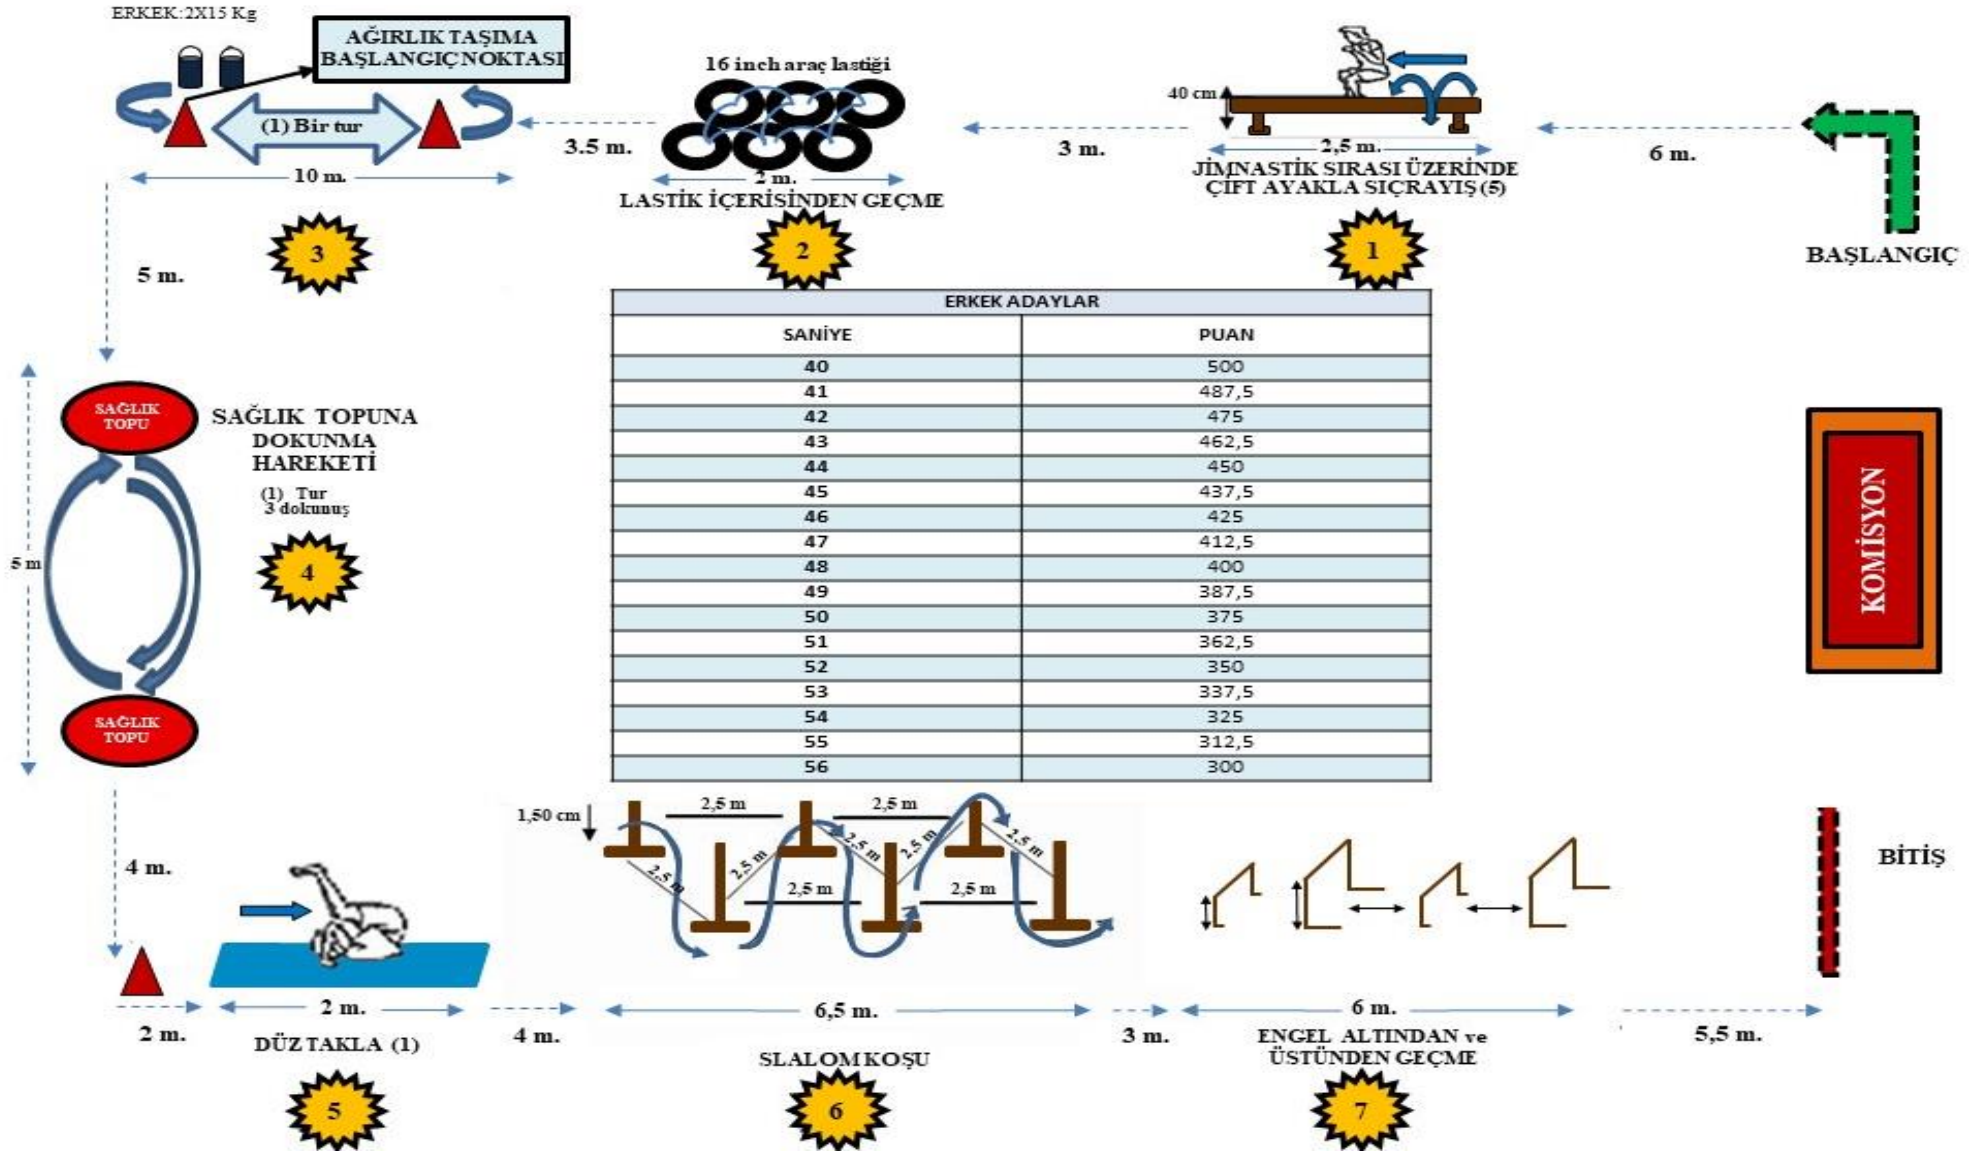 ERKEK:2X15 Kg
AĞIRLIK TAŞIMA
BAŞLANGIÇ NOKTASI
(1) Bir tur
10 m.
3
3.5 m.
16 inch araç lastiği
2 m.
LASTİK İÇERİSİNDEN GEÇME
2
3 m.
40 cm
2,5 m.
JİMNASTİK SIRASI ÜZERİNDE
ÇİFT AYAKLA SIÇRAYIŞ (5)
1
6 m.
BAŞLANGIÇ
5 m.
ERKEK ADAYLAR
SANİYE PUAN
40 500
41 487,5
42 475
43 462,5
44 450
45 437,5
46 425
47 412,5
48 400
49 387,5
50 375
51 362,5
52 350
53 337,5
54 325
55 312,5
56 300
5 m
SAĞLIK
TOPU
SAĞLIK TOPUNA
DOKUNMA
HAREKETİ
(1) Tur
3 dokunuş
4
SAĞLIK
TOPU
KOMİSYON
4 m.
2 m.
2 m.
DÜZ TAKLA (1)
5
4 m.
1,50 cm
2,5 m
2,5 m
2,5 m
2,5 m
2,5 m
2,5 m
2,5 m
2,5 m
2,5 m
6,5 m.
SLALOM KOŞU
6
3 m.
6 m.
ENGEL ALTINDAN ve
ÜSTÜNDEN GEÇME
7
5,5 m.
BİTİŞ